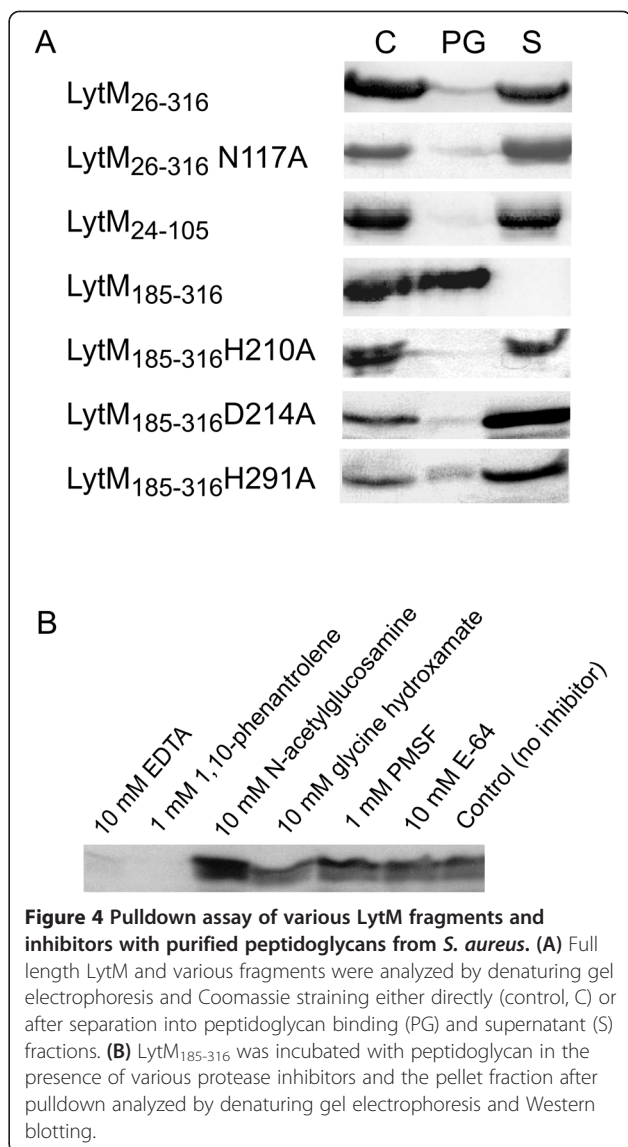 A
C PG S
LytM26-316
LytM26-316 N117A
LytM24-105
LytM185-316
LytM185-316H210A
LytM185-316D214A
LytM185-316H291A
B
10 mM EDTA
1 mM 1,10-phenantrolene
10 mM N-acetylglucosamine
10 mM glycine hydroxamate
1 mM PMSF
10 mM E-64
Control (no inhibitor)
Figure 4 Pulldown assay of various LytM fragments and
inhibitors with purified peptidoglycans from S. aureus. (A) Full
length LytM and various fragments were analyzed by denaturing gel
electrophoresis and Coomassie straining either directly (control, C) or
after separation into peptidoglycan binding (PG) and supernatant (S)
fractions. (B) LytM185-316 was incubated with peptidoglycan in the
presence of various protease inhibitors and the pellet fraction after
pulldown analyzed by denaturing gel electrophoresis and Western
blotting.